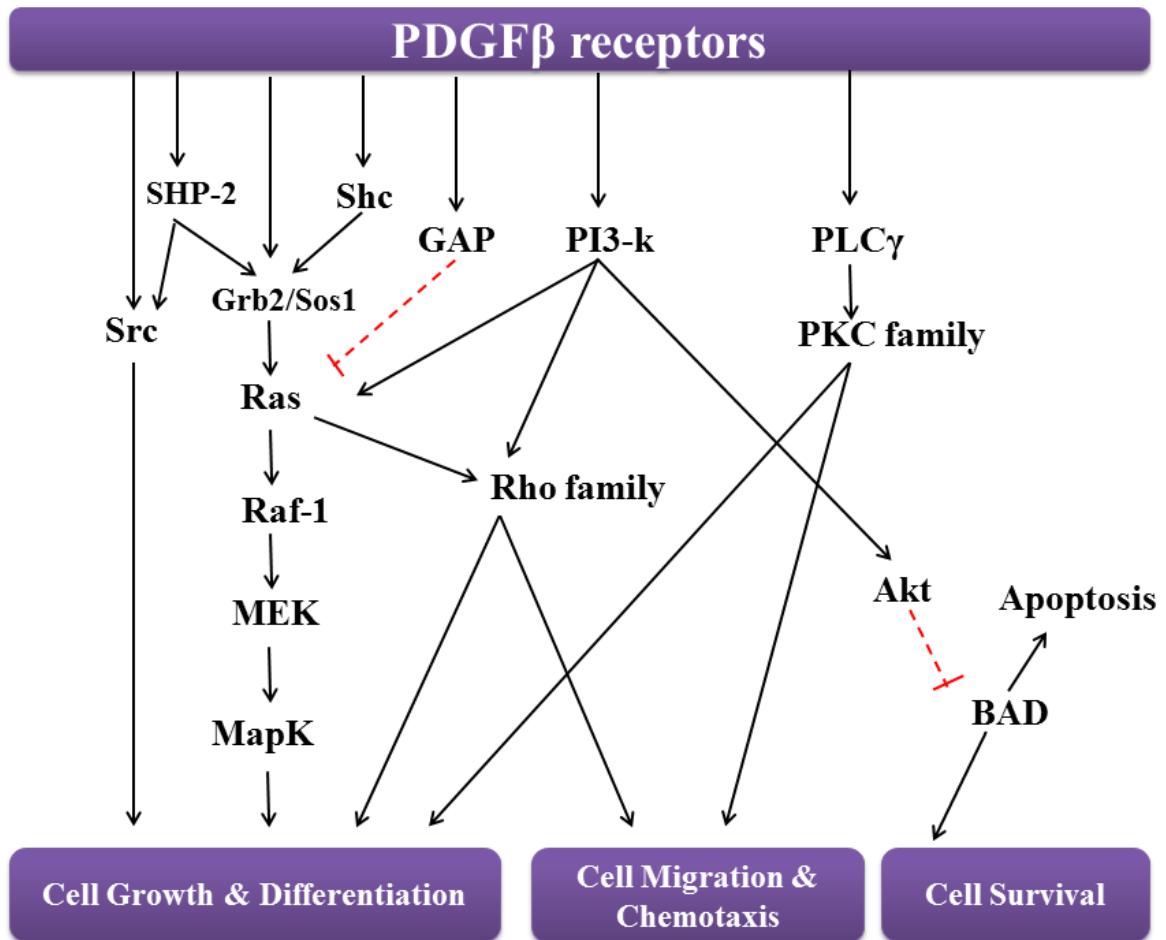 PDGFβ receptors
SHP-2
Shc
GAP
PI3-k
PLCγ
Grb2/Sos1
Src
PKC family
Ras
Rho family
Raf-1
Akt
Apoptosis
MEK
BAD
MapK
Cell Growth & Differentiation
Cell Migration &
Chemotaxis
Cell Survival